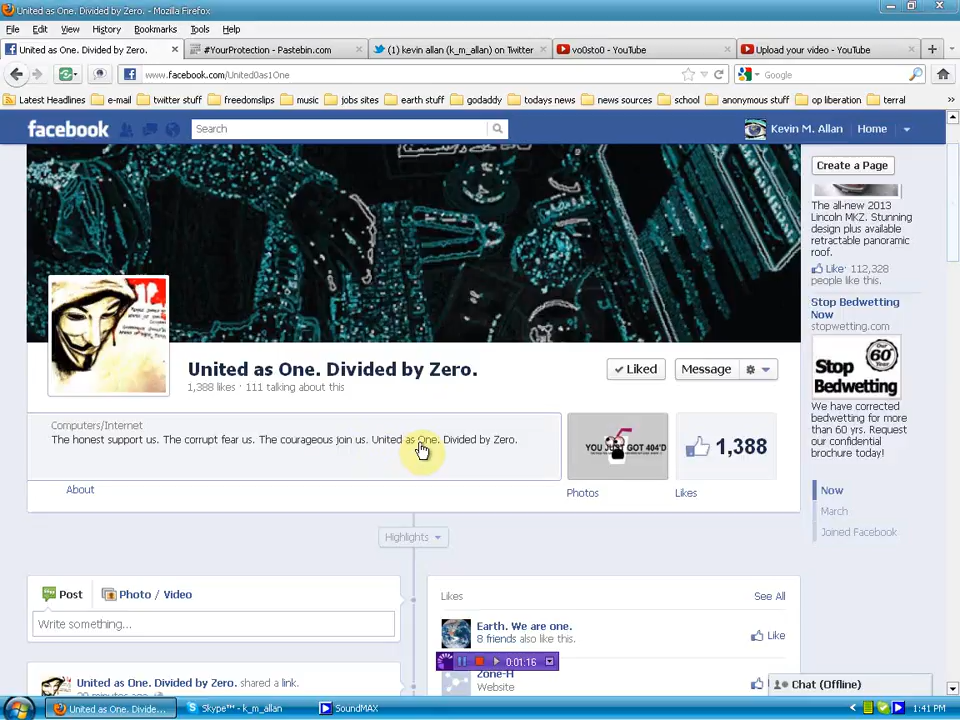 United as One. Divided by Zero. - Mozilla Firefox
File Edit View History Bookmarks Tools Help
United as One. Divided by Zero. #YourProtection - Pastebin.com (1) kevin allan (k_m_allan) on Twitter vo0sto0 - YouTube Upload your video - YouTube
www.facebook.com/United0as1One Google
Latest Headlines e-mail twitter stuff freedomslips music jobs sites earth stuff godaddy todays news news sources school anonymous stuff op liberation terral
facebook Search Kevin M. Allan Home
Create a Page
The all-new 2013
Lincoln MKZ. Stunning
design plus available
retractable panoramic
roof.
Like · 112,328
people like this.
Stop Bedwetting
Now
stopwetting.com
Over
60
Yr.
Stop
Bedwetting
We have corrected
bedwetting for more
than 60 yrs. Request
our confidential
brochure today!
United as One. Divided by Zero.
1,388 likes · 111 talking about this
Liked Message
Computers/Internet
The honest support us. The corrupt fear us. The courageous join us. United as One. Divided by Zero.
About
YOU JUST GOT 404'D
Photos
1,388
Likes
Now
March
Joined Facebook
Highlights
Post Photo / Video
Write something...
Likes See All
Earth. We are one.
8 friends also like this.
Like
0:01:16
United as One. Divided by Zero. shared a link.
Zone-H
Website
Chat (Offline)
United as One. Divide... Skype™ - k_m_allan SoundMAX 1:41 PM